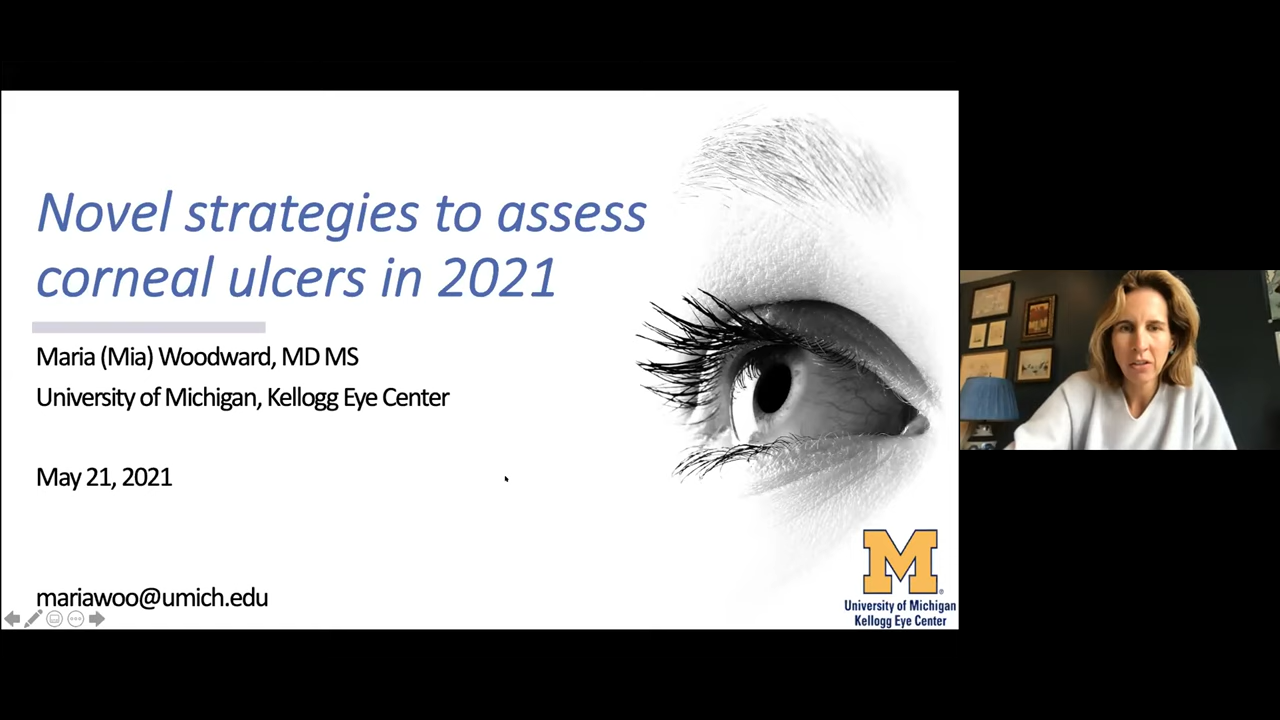 Novel strategies to assess
corneal ulcers in 2021
Maria (Mia) Woodward, MD MS
University of Michigan, Kellogg Eye Center
May 21, 2021
mariawoo@umich.edu
M
University of Michigan
Kellogg Eye Center